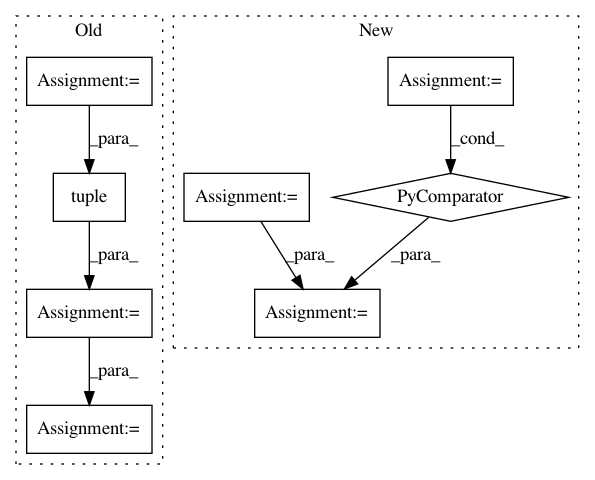 Old
New
Assignment:=
Assignment:=
_para_
_cond_
tuple
Assignment:=
PyComparator
_para_
_para_
_para_
Assignment:=
Assignment:=
_para_
Assignment:=